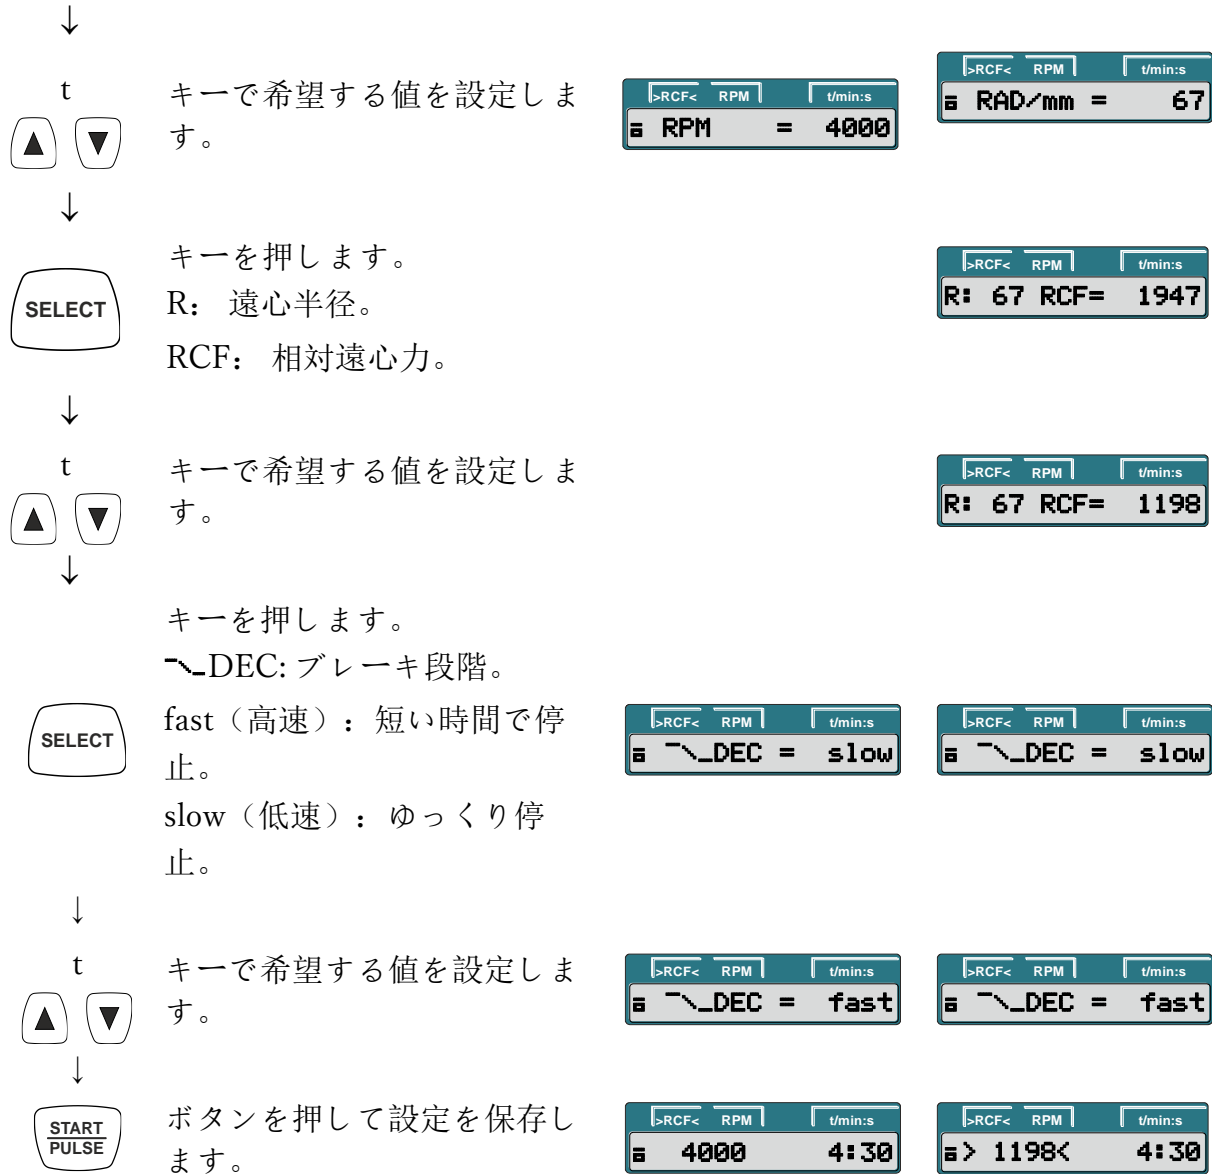 ↓
t
キーで希望する値を設定しま
す。
>RCF< RPM t/min:s
RPM = 4000
>RCF< RPM t/min:s
RAD/mm = 67
▲ ▼
↓
SELECT
キーを押します。
R： 遠心半径。
RCF： 相対遠心力。
>RCF< RPM t/min:s
R: 67 RCF= 1947
↓
t
キーで希望する値を設定しま
す。
▲ ▼
>RCF< RPM t/min:s
R: 67 RCF= 1198
↓
キーを押します。
DEC: ブレーキ段階。
SELECT
fast（高速）：短い時間で停
止。
slow（低速）：ゆっくり停
止。
>RCF< RPM t/min:s
DEC = slow
>RCF< RPM t/min:s
DEC = slow
↓
t
キーで希望する値を設定しま
す。
▲ ▼
>RCF< RPM t/min:s
DEC = fast
>RCF< RPM t/min:s
DEC = fast
↓
START
PULSE
ボタンを押して設定を保存し
ます。
>RCF< RPM t/min:s
4000 4:30
>RCF< RPM t/min:s
> 1198< 4:30